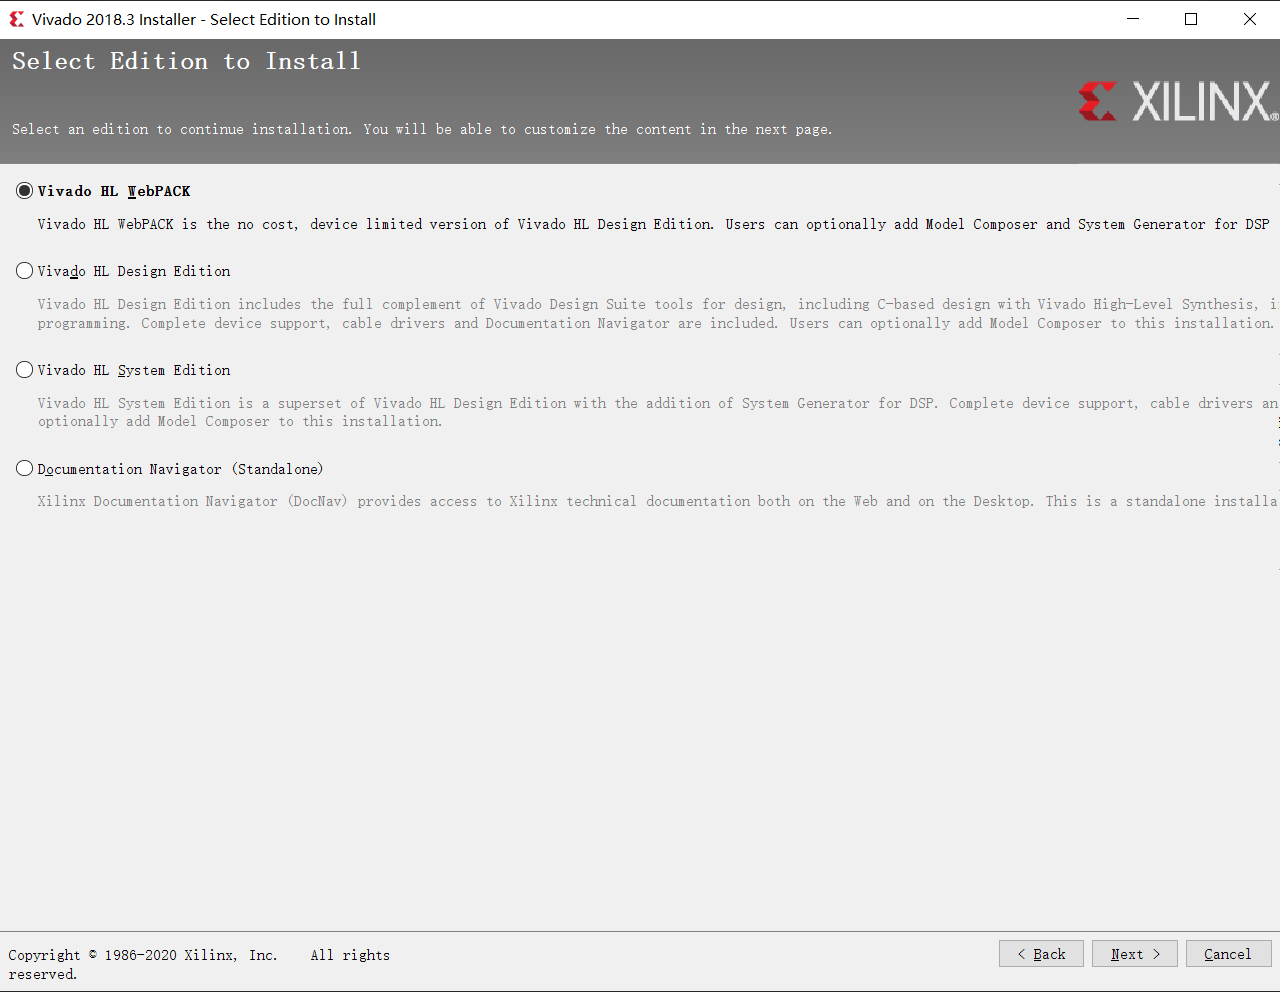 Vivado 2018.3 Installer - Select Edition to Install
Select Edition to Install
XILINX®
Select an edition to continue installation. You will be able to customize the content in the next page.
Vivado HL WebPACK
Vivado HL WebPACK is the no cost, device limited version of Vivado HL Design Edition. Users can optionally add Model Composer and System Generator for DSP
Vivado HL Design Edition
Vivado HL Design Edition includes the full complement of Vivado Design Suite tools for design, including C-based design with Vivado High-Level Synthesis,
programming. Complete device support, cable drivers and Documentation Navigator are included. Users can optionally add Model Composer to this installation.
Vivado HL System Edition
Vivado HL System Edition is a superset of Vivado HL Design Edition with the addition of System Generator for DSP. Complete device support, cable drivers an
optionally add Model Composer to this installation.
Documentation Navigator (Standalone)
Xilinx Documentation Navigator (DocNav) provides access to Xilinx technical documentation both on the Web and on the Desktop. This is a standalone installa
Copyright © 1986-2020 Xilinx, Inc. All rights
reserved.
< Back Next > Cancel